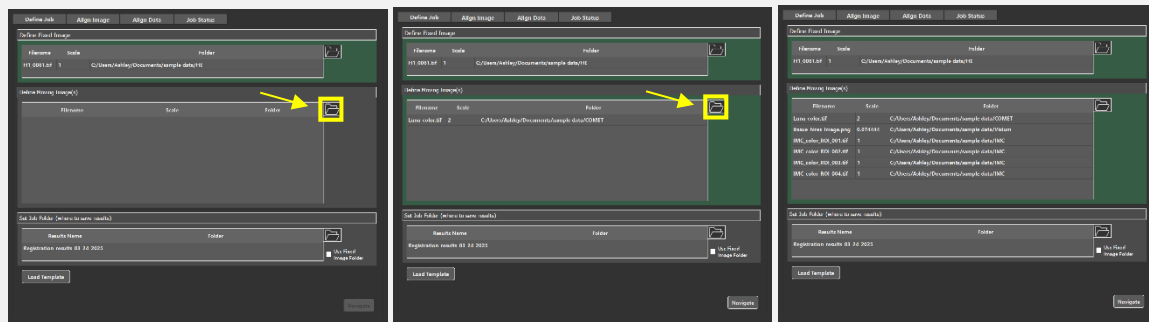 Define Job Align Image Align Data Job Status
Define Fixed Image
Filename Scale Folder
H1_0001.tif 1 C:/Users/Ashley/Documents/sample data/HE
Define Moving Image(s)
Filename Scale Folder
Set Job Folder (where to save results)
Results Name Folder
Registration results 03 24 2025
Use Fixed
Image Folder
Load Template
Navigate
Define Job Align Image Align Data Job Status
Define Fixed Image
Filename Scale Folder
H1_0001.tif 1 C:/Users/Ashley/Documents/sample data/HE
Define Moving Image(s)
Filename Scale Folder
Luna color.tif 2 C:/Users/Ashley/Documents/sample data/COMET
Set Job Folder (where to save results)
Results Name Folder
Registration results 03 24 2025
Use Fixed
Image Folder
Load Template
Navigate
Define Job Align Image Align Data Job Status
Define Fixed Image
Filename Scale Folder
H1_0001.tif 1 C:/Users/Ashley/Documents/sample data/HE
Define Moving Image(s)
Filename Scale Folder
Luna color.tif 2 C:/Users/Ashley/Documents/sample data/COMET
tissue hires image.png C:/Users/Ashley/Documents/sample data/Visium
IMC_color_ROI_001.tif 1 C:/Users/Ashley/Documents/sample data/IMC
IMC_color_ROI_002.tif 1 C:/Users/Ashley/Documents/sample data/IMC
IMC_color_ROI_003.tif 1 C:/Users/Ashley/Documents/sample data/IMC
IMC_color_ROI_004.tif 1 C:/Users/Ashley/Documents/sample data/IMC
Set Job Folder (where to save results)
Results Name Folder
Registration results 03 24 2025
Use Fixed
Image Folder
Load Template
Navigate